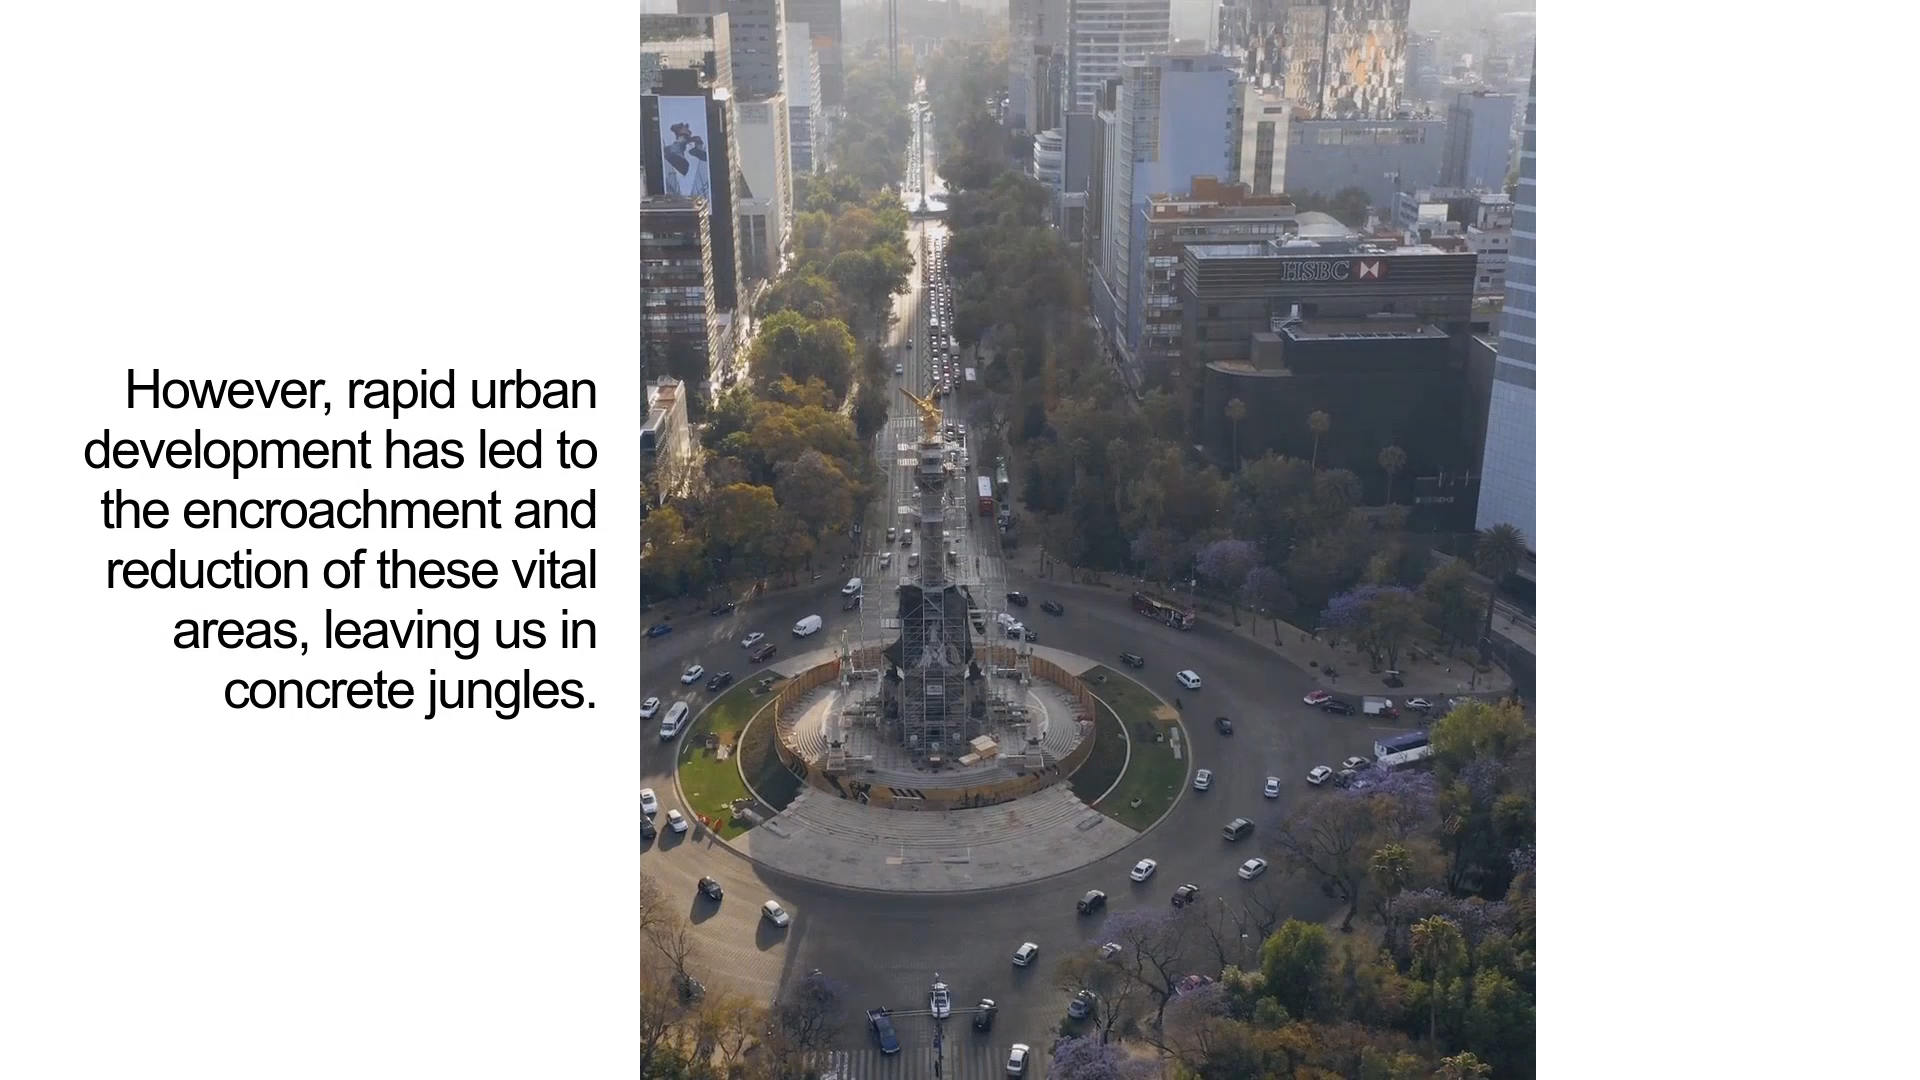 However, rapid urban
development has led to
the encroachment and
reduction of these vital
areas, leaving us in
concrete jungles.
HSBC